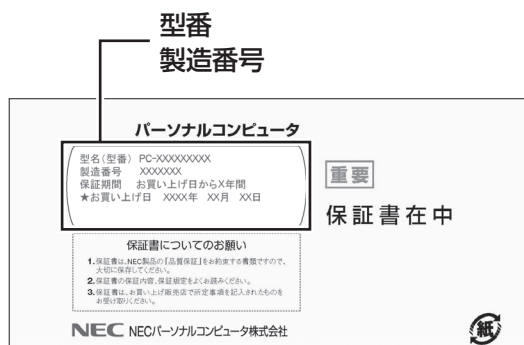 型番
製造番号
パーソナルコンピュータ
型名(型番) PC-XXXXXXXXX
製造番号 XXXXXXX
保証期間 お買い上げ日からX年間
★お買い上げ日 XXXX年 XX月 XX日
重要
保証書在中
保証書についてのお願い
1.保証書は、NEC製品の『品質保証』をお約束する書類ですので、
大切に保存してください。
2.保証書の保証内容、保証規定をよくお読みください。
3.保証書は、お買い上げ販売店で所定事項を記入されたものを
お受け取りください。
NEC NECパーソナルコンピュータ株式会社
紙